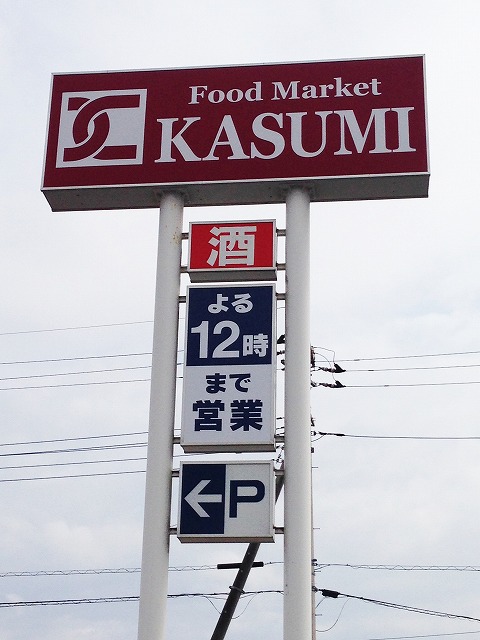 Food Market
KASUMI
酒
よる
12時
まで
営業
←P